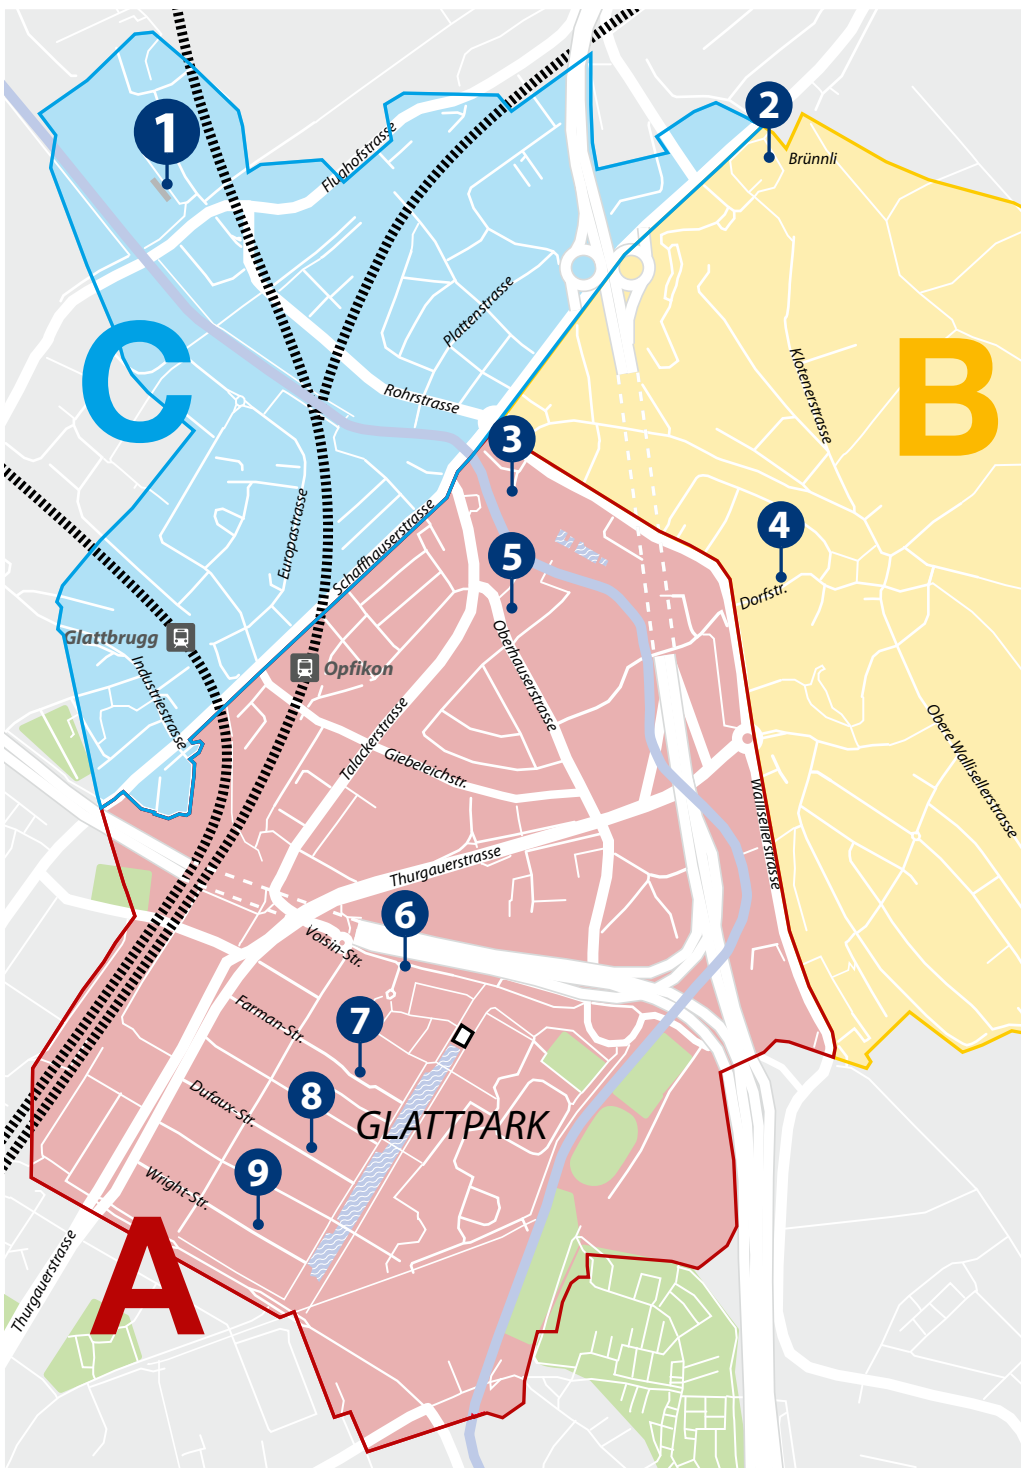 2
1
Brünnli
Flughofstrasse
Plattenstrasse
C
B
Klotenerstrasse
Rohrstrasse
3
4
5
Europastrasse
Schaffhauserstrasse
Dorfstr.
Glattbrugg
Opfikon
Industriestrasse
Oberhauserstrasse
Talackerstrasse
Giebeleichstr.
Obere Wallisellerstrasse
Wallisellerstrasse
Thurgauerstrasse
6
Voisin-Str.
7
Farman-Str.
8
Dufaux-Str.
GLATTPARK
9
Wright-Str.
A
Thurgauerstrasse